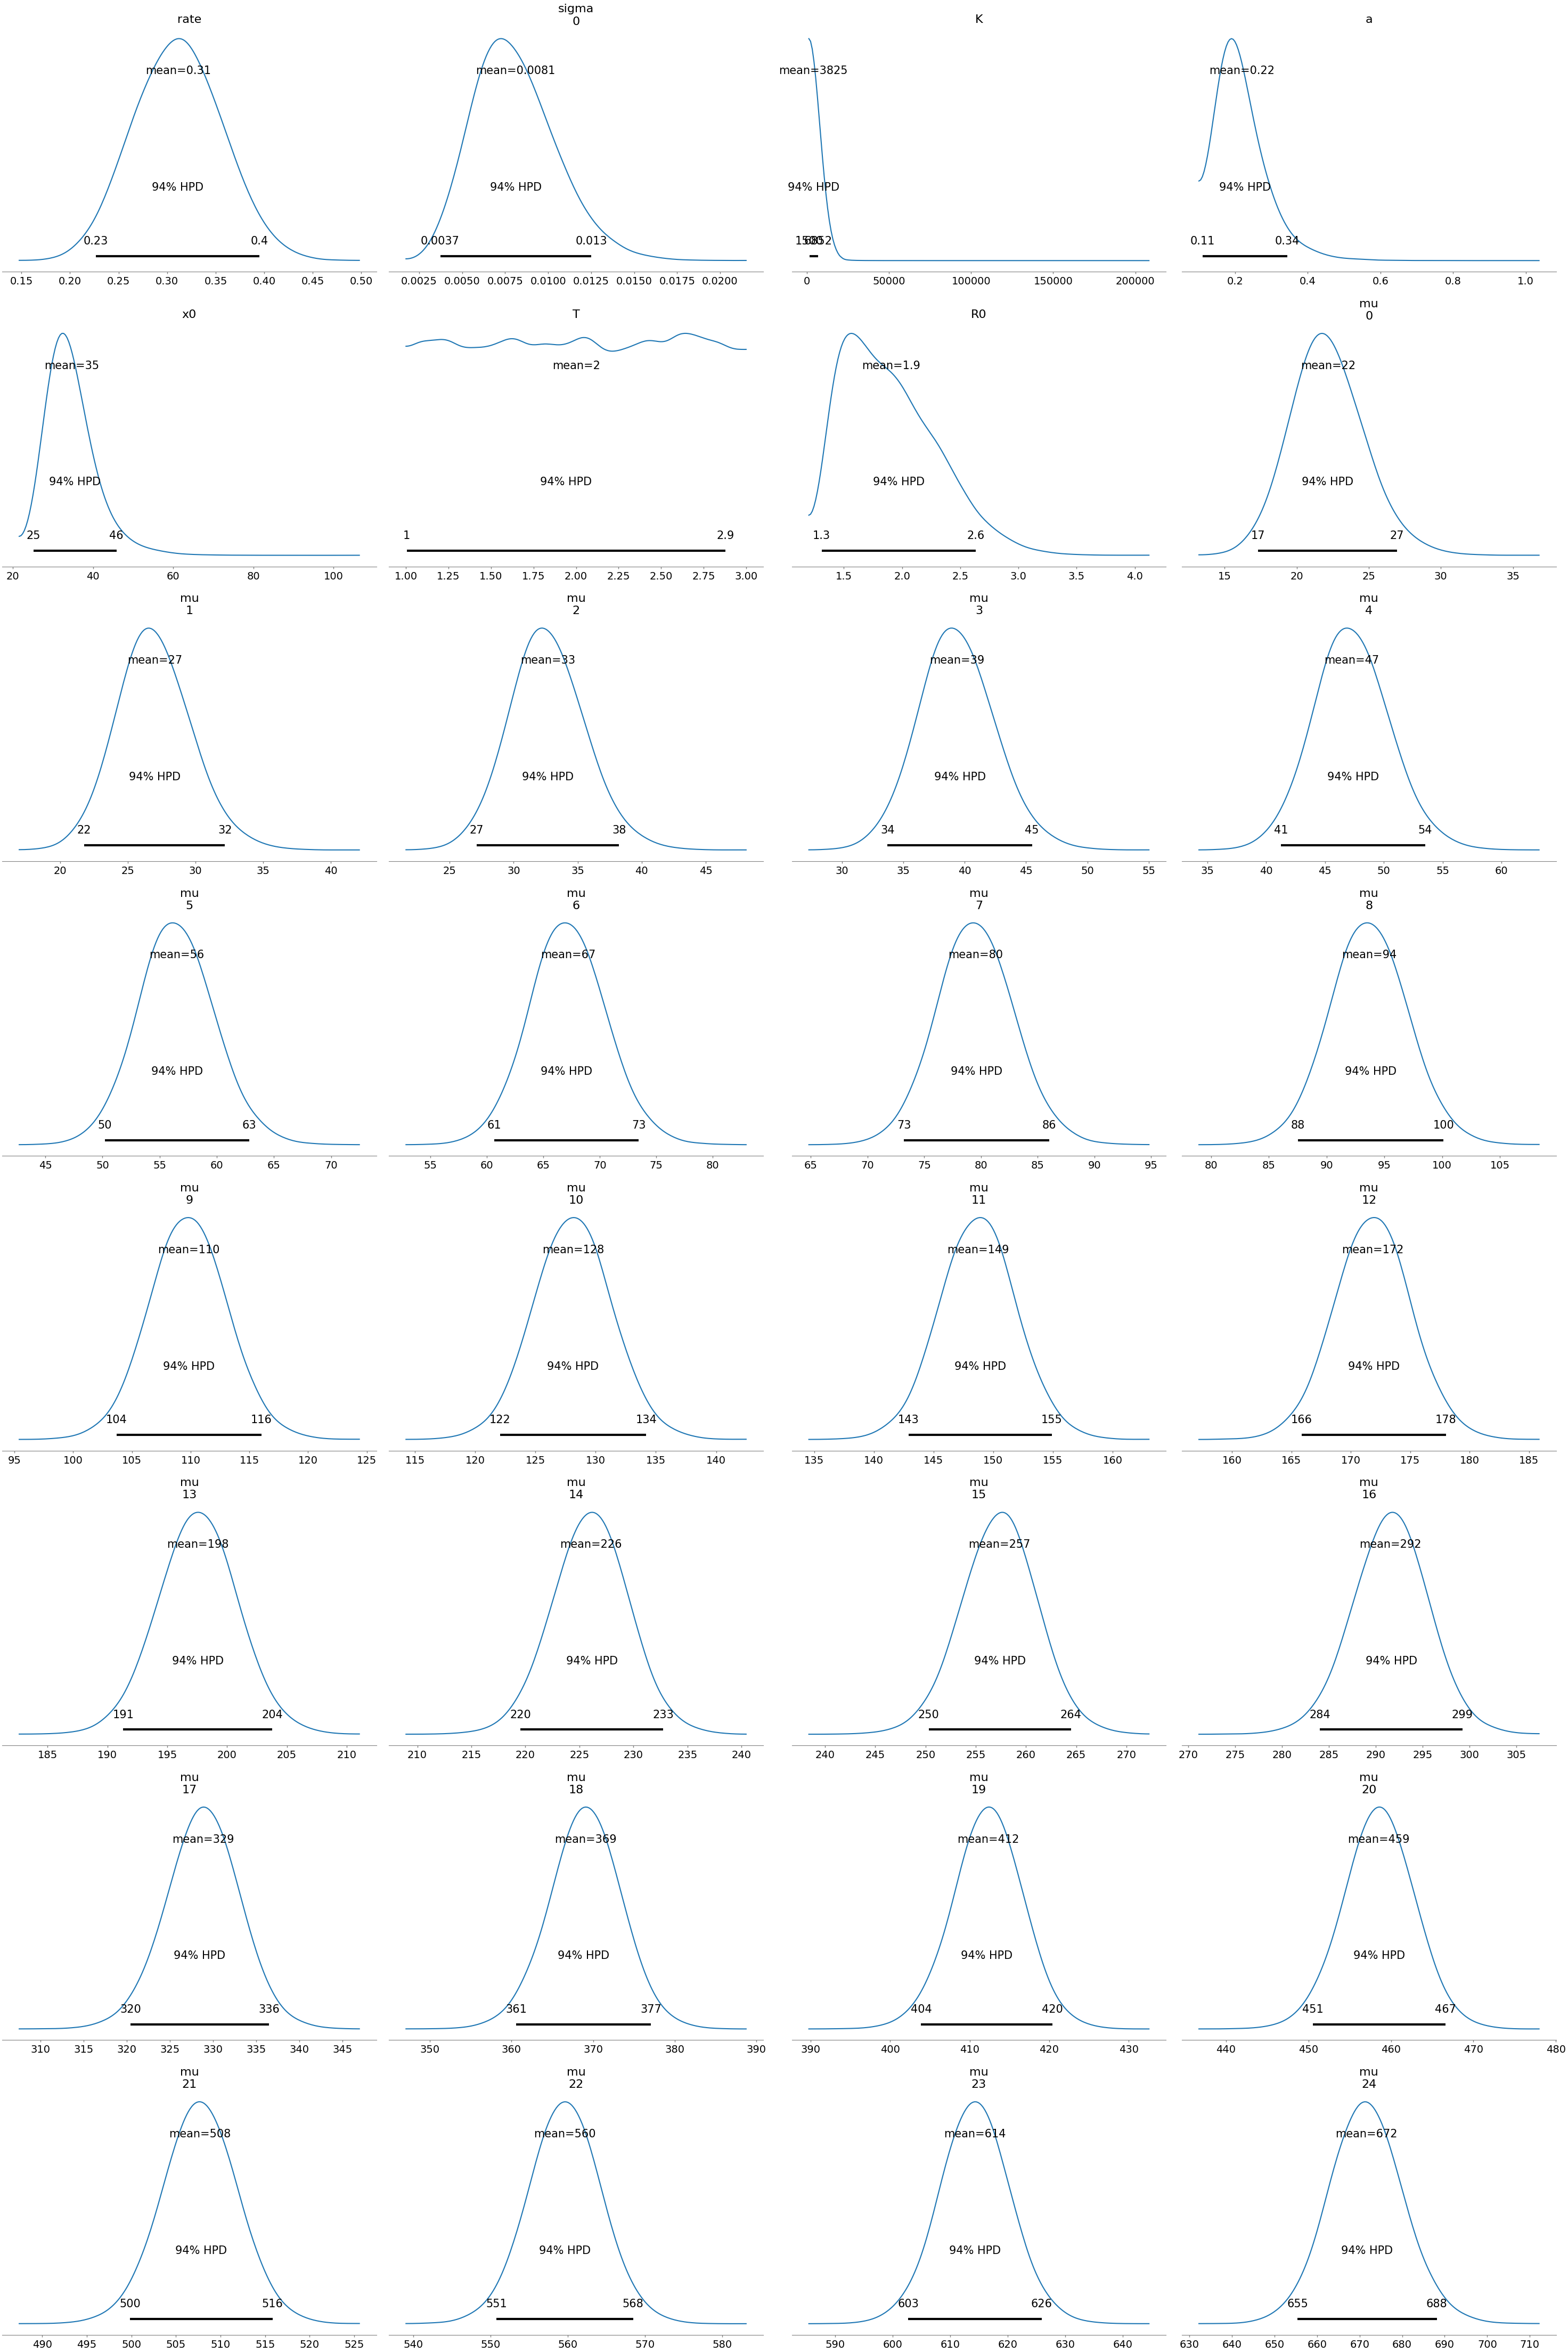 rate
sigma
0
K
a
mean=0.31
mean=0.0081
mean=3825
mean=0.22
94% HPD
94% HPD
94% HPD
94% HPD
0.23 0.4
0.0037 0.013
0.11 0.34
0.15 0.20 0.25 0.30 0.35 0.40 0.45 0.50
0.0025 0.0050 0.0075 0.0100 0.0125 0.0150 0.0175 0.0200
0 50000 100000 150000 200000
0.2 0.4 0.6 0.8 1.0
x0
T
R0
mu
0
mean=35
mean=2
mean=1.9
mean=22
94% HPD
94% HPD
94% HPD
94% HPD
25 46
1 2.9
1.3 2.6
17 27
20 40 60 80 100
1.00 1.25 1.50 1.75 2.00 2.25 2.50 2.75 3.00
1.5 2.0 2.5 3.0 3.5 4.0
15 20 25 30 35
mu
1
mu
2
mu
3
mu
4
mean=27
mean=33
mean=39
mean=47
94% HPD
94% HPD
94% HPD
94% HPD
22 32
27 38
34 45
41 54
20 25 30 35 40
25 30 35 40 45
30 35 40 45 50 55
35 40 45 50 55 60
mu
5
mu
6
mu
7
mu
8
mean=56
mean=67
mean=80
mean=94
94% HPD
94% HPD
94% HPD
94% HPD
50 63
61 73
73 86
88 100
45 50 55 60 65 70
55 60 65 70 75 80
65 70 75 80 85 90 95
80 85 90 95 100 105
mu
9
mu
10
mu
11
mu
12
mean=110
mean=128
mean=149
mean=172
94% HPD
94% HPD
94% HPD
94% HPD
104 116
122 134
143 155
166 178
95 100 105 110 115 120 125
115 120 125 130 135 140
135 140 145 150 155 160
160 165 170 175 180 185
mu
13
mu
14
mu
15
mu
16
mean=198
mean=226
mean=257
mean=292
94% HPD
94% HPD
94% HPD
94% HPD
191 204
220 233
250 264
284 299
185 190 195 200 205 210
210 215 220 225 230 235 240
240 245 250 255 260 265 270
270 275 280 285 290 295 300 305
mu
17
mu
18
mu
19
mu
20
mean=329
mean=369
mean=412
mean=459
94% HPD
94% HPD
94% HPD
94% HPD
320 336
361 377
404 420
451 467
310 315 320 325 330 335 340 345
350 360 370 380 390
390 400 410 420 430
440 450 460 470 480
mu
21
mu
22
mu
23
mu
24
mean=508
mean=560
mean=614
mean=672
94% HPD
94% HPD
94% HPD
94% HPD
500 516
551 568
603 626
655 688
490 495 500 505 510 515 520 525
540 550 560 570 580
590 600 610 620 630 640
630 640 650 660 670 680 690 700 710